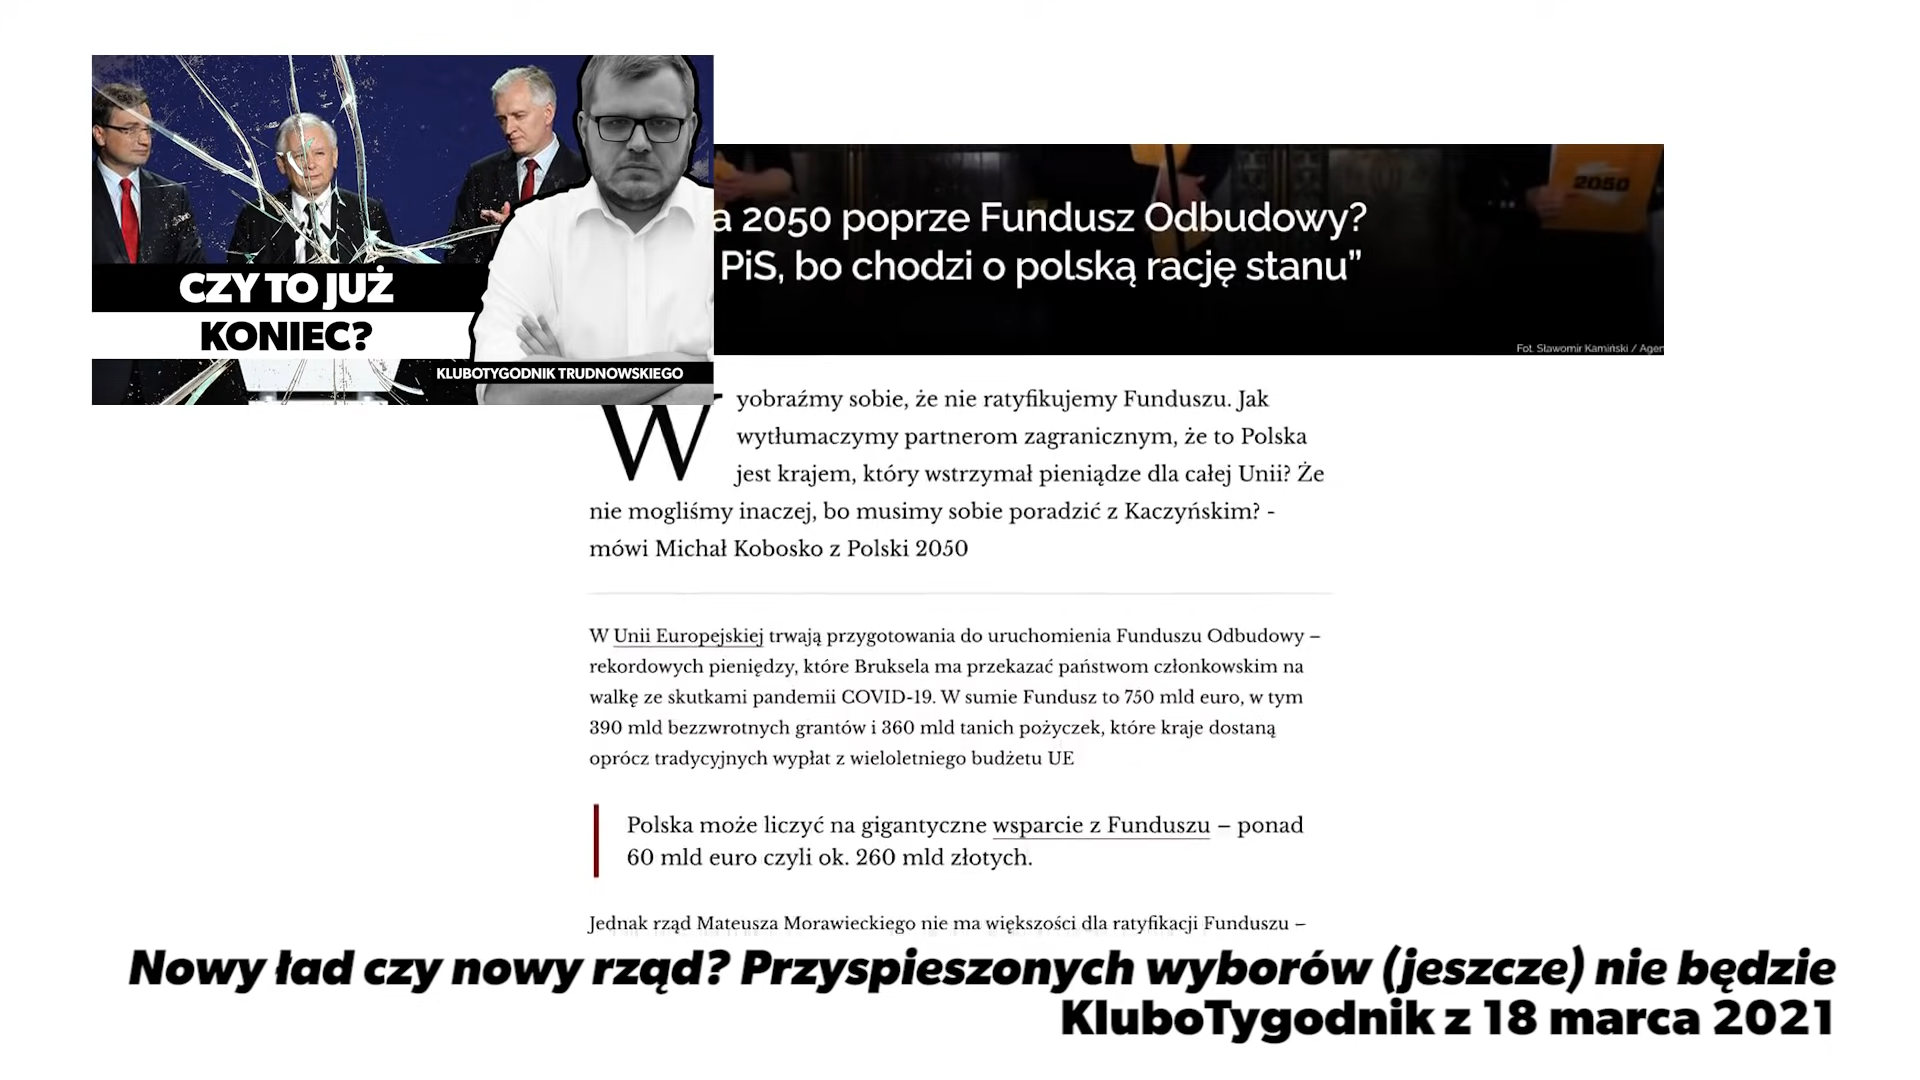 CZY TO JUŻ
KONIEC?
KLUBOTYGODNIK TRUDNOWSKIEGO
2050
a 2050 poprze Fundusz Odbudowy?
PiS, bo chodzi o polską rację stanu”
Fot. Sławomir Kamiński / Agen
Wyobraźmy sobie, że nie ratyfikujemy Funduszu. Jak
wytłumaczymy partnerom zagranicznym, że to Polska
jest krajem, który wstrzymał pieniądze dla całej Unii? Że
nie mogliśmy inaczej, bo musimy sobie poradzić z Kaczyńskim? -
mówi Michał Kobosko z Polski 2050
W Unii Europejskiej trwają przygotowania do uruchomienia Funduszu Odbudowy –
rekordowych pieniędzy, które Bruksela ma przekazać państwom członkowskim na
walkę ze skutkami pandemii COVID-19. W sumie Fundusz to 750 mld euro, w tym
390 mld bezzwrotnych grantów i 360 mld tanich pożyczek, które kraje dostaną
oprócz tradycyjnych wypłat z wieloletniego budżetu UE
Polska może liczyć na gigantyczne wsparcie z Funduszu – ponad
60 mld euro czyli ok. 260 mld złotych.
Jednak rząd Mateusza Morawieckiego nie ma większości dla ratyfikacji Funduszu –
Nowy ład czy nowy rząd? Przyspieszonych wyborów (jeszcze) nie będzie
KluboTygodnik z 18 marca 2021